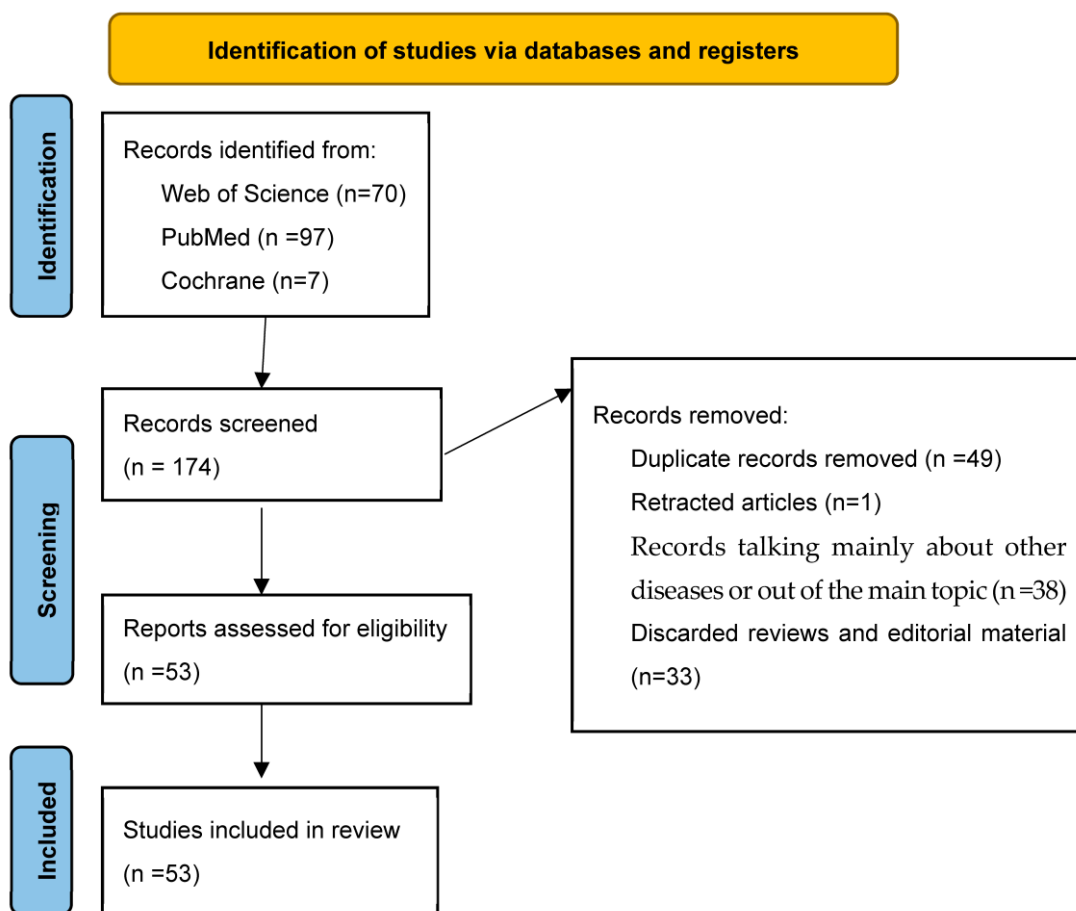 Identification of studies via databases and registers
Identification
Records identified from:
Web of Science (n=70)
PubMed (n =97)
Cochrane (n=7)
Screening
Records screened
(n = 174)
Records removed:
Duplicate records removed (n =49)
Retracted articles (n=1)
Records talking mainly about other
diseases or out of the main topic (n =38)
Discarded reviews and editorial material
(n=33)
Reports assessed for eligibility
(n =53)
Included
Studies included in review
(n =53)